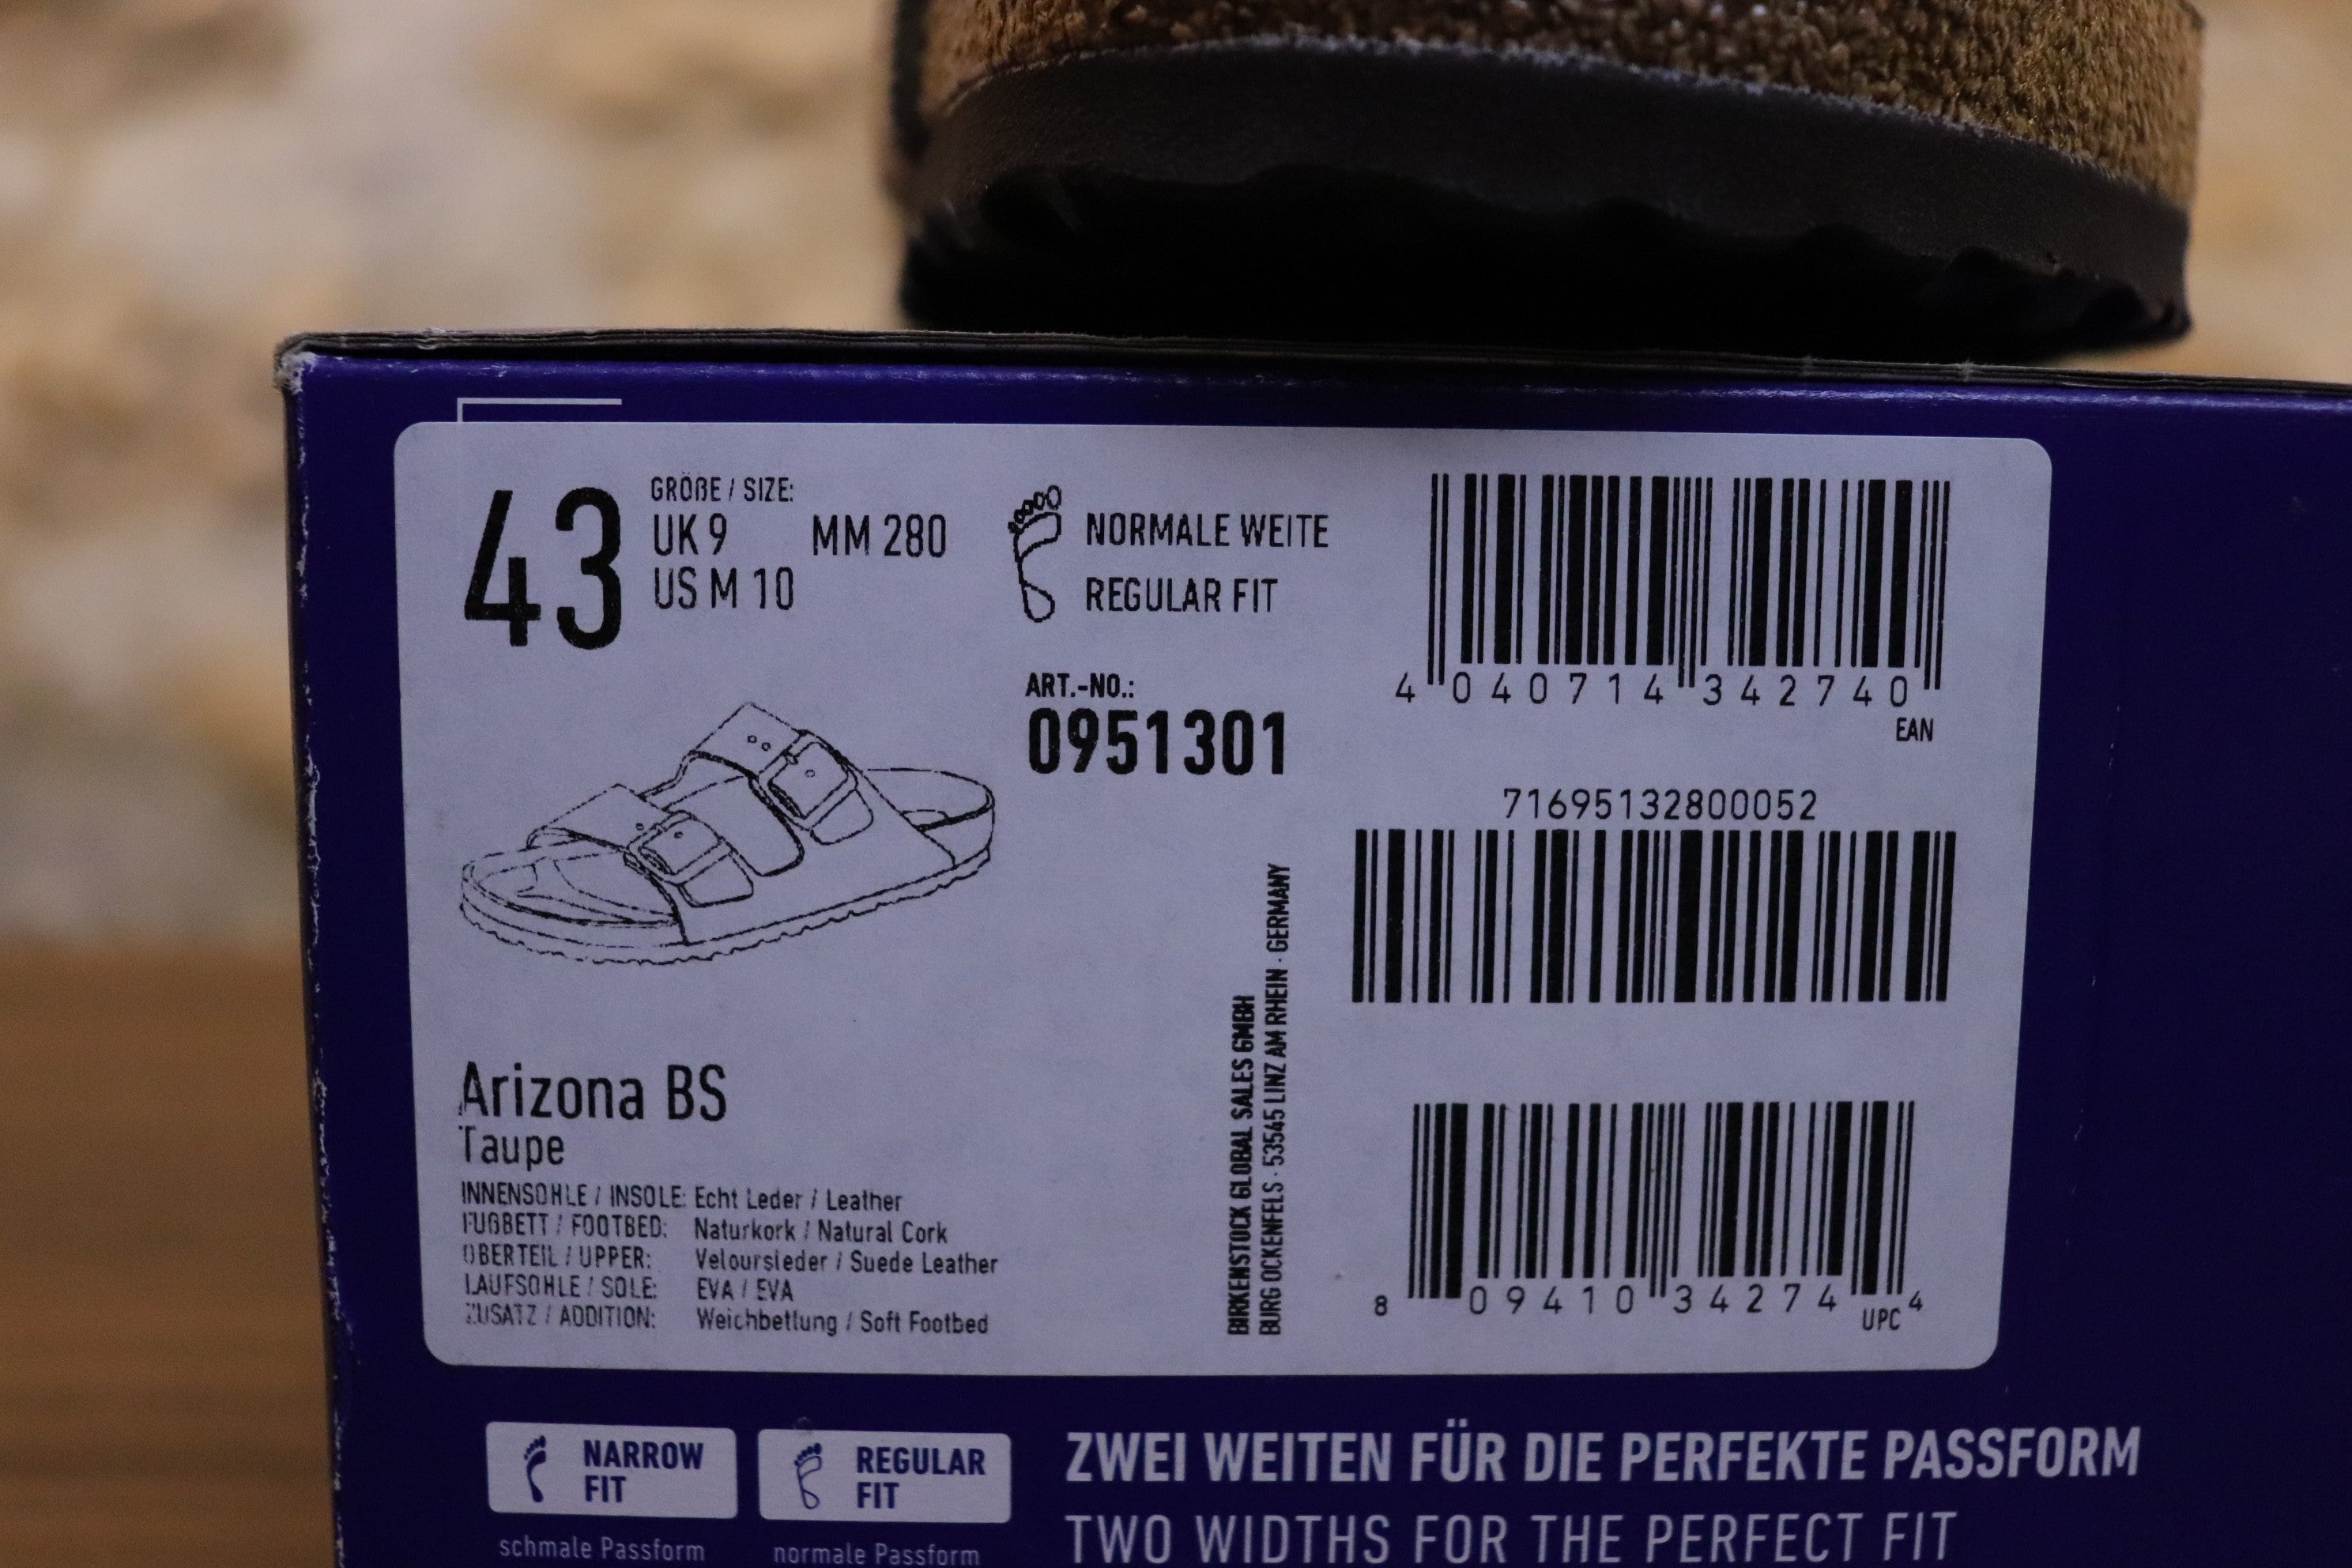 43
GRÖßE / SIZE:
UK 9 MM 280
US M 10
NORMALE WEITE
REGULAR FIT
4 040714 342740
EAN
ART.-NO.:
0951301
71695132800052
BIRKENSTOCK GLOBAL SALES GMBH
BURG OCKENFELS · 53545 LINZ AM RHEIN · GERMANY
Arizona BS
Taupe
INNENSOHLE / INSOLE: Echt Leder / Leather
FUßBETT / FOOTBED: Naturkork / Natural Cork
OBERTEIL / UPPER: Veloursleder / Suede Leather
LAUFSOHLE / SOLE: EVA / EVA
ZUSATZ / ADDITION: Weichbettung / Soft Footbed
8 09410 34274 4
UPC
NARROW
FIT
schmale Passform
REGULAR
FIT
normale Passform
ZWEI WEITEN FÜR DIE PERFEKTE PASSFORM
TWO WIDTHS FOR THE PERFECT FIT